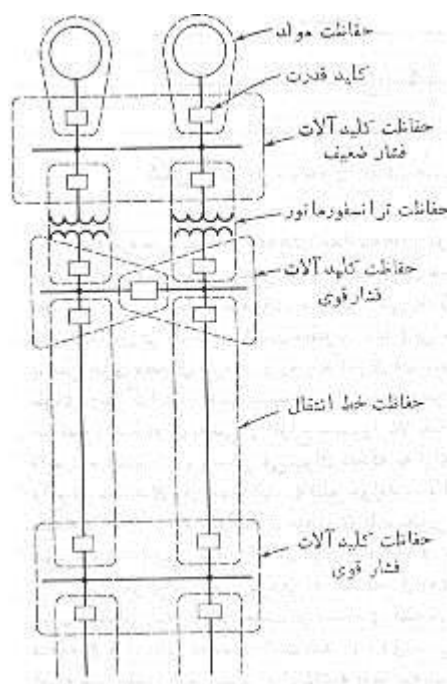 حفاظت مولد
کلید قدرت
حفاظت کلید آلات
فشار ضعیف
حفاظت ترانسفورماتور
حفاظت کلید آلات
فشار قوی
حفاظت خط انتقال
حفاظت کلید آلات
فشار قوی